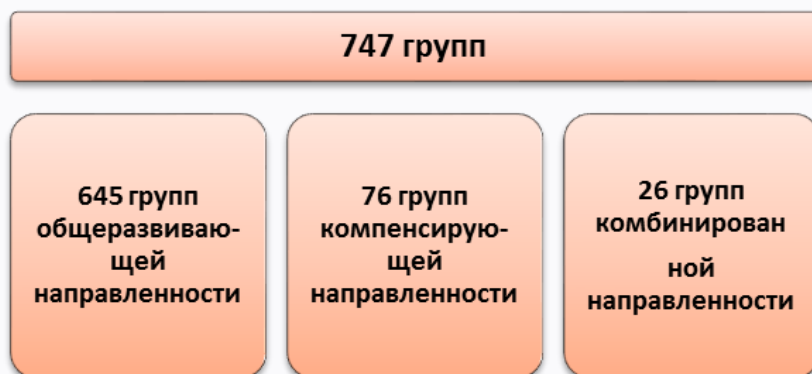 747 групп
645 групп
общеразвиваю-
щей
направленности
76 групп
компенсирую-
щей
направленности
26 групп
комбинирован
ной
направленности